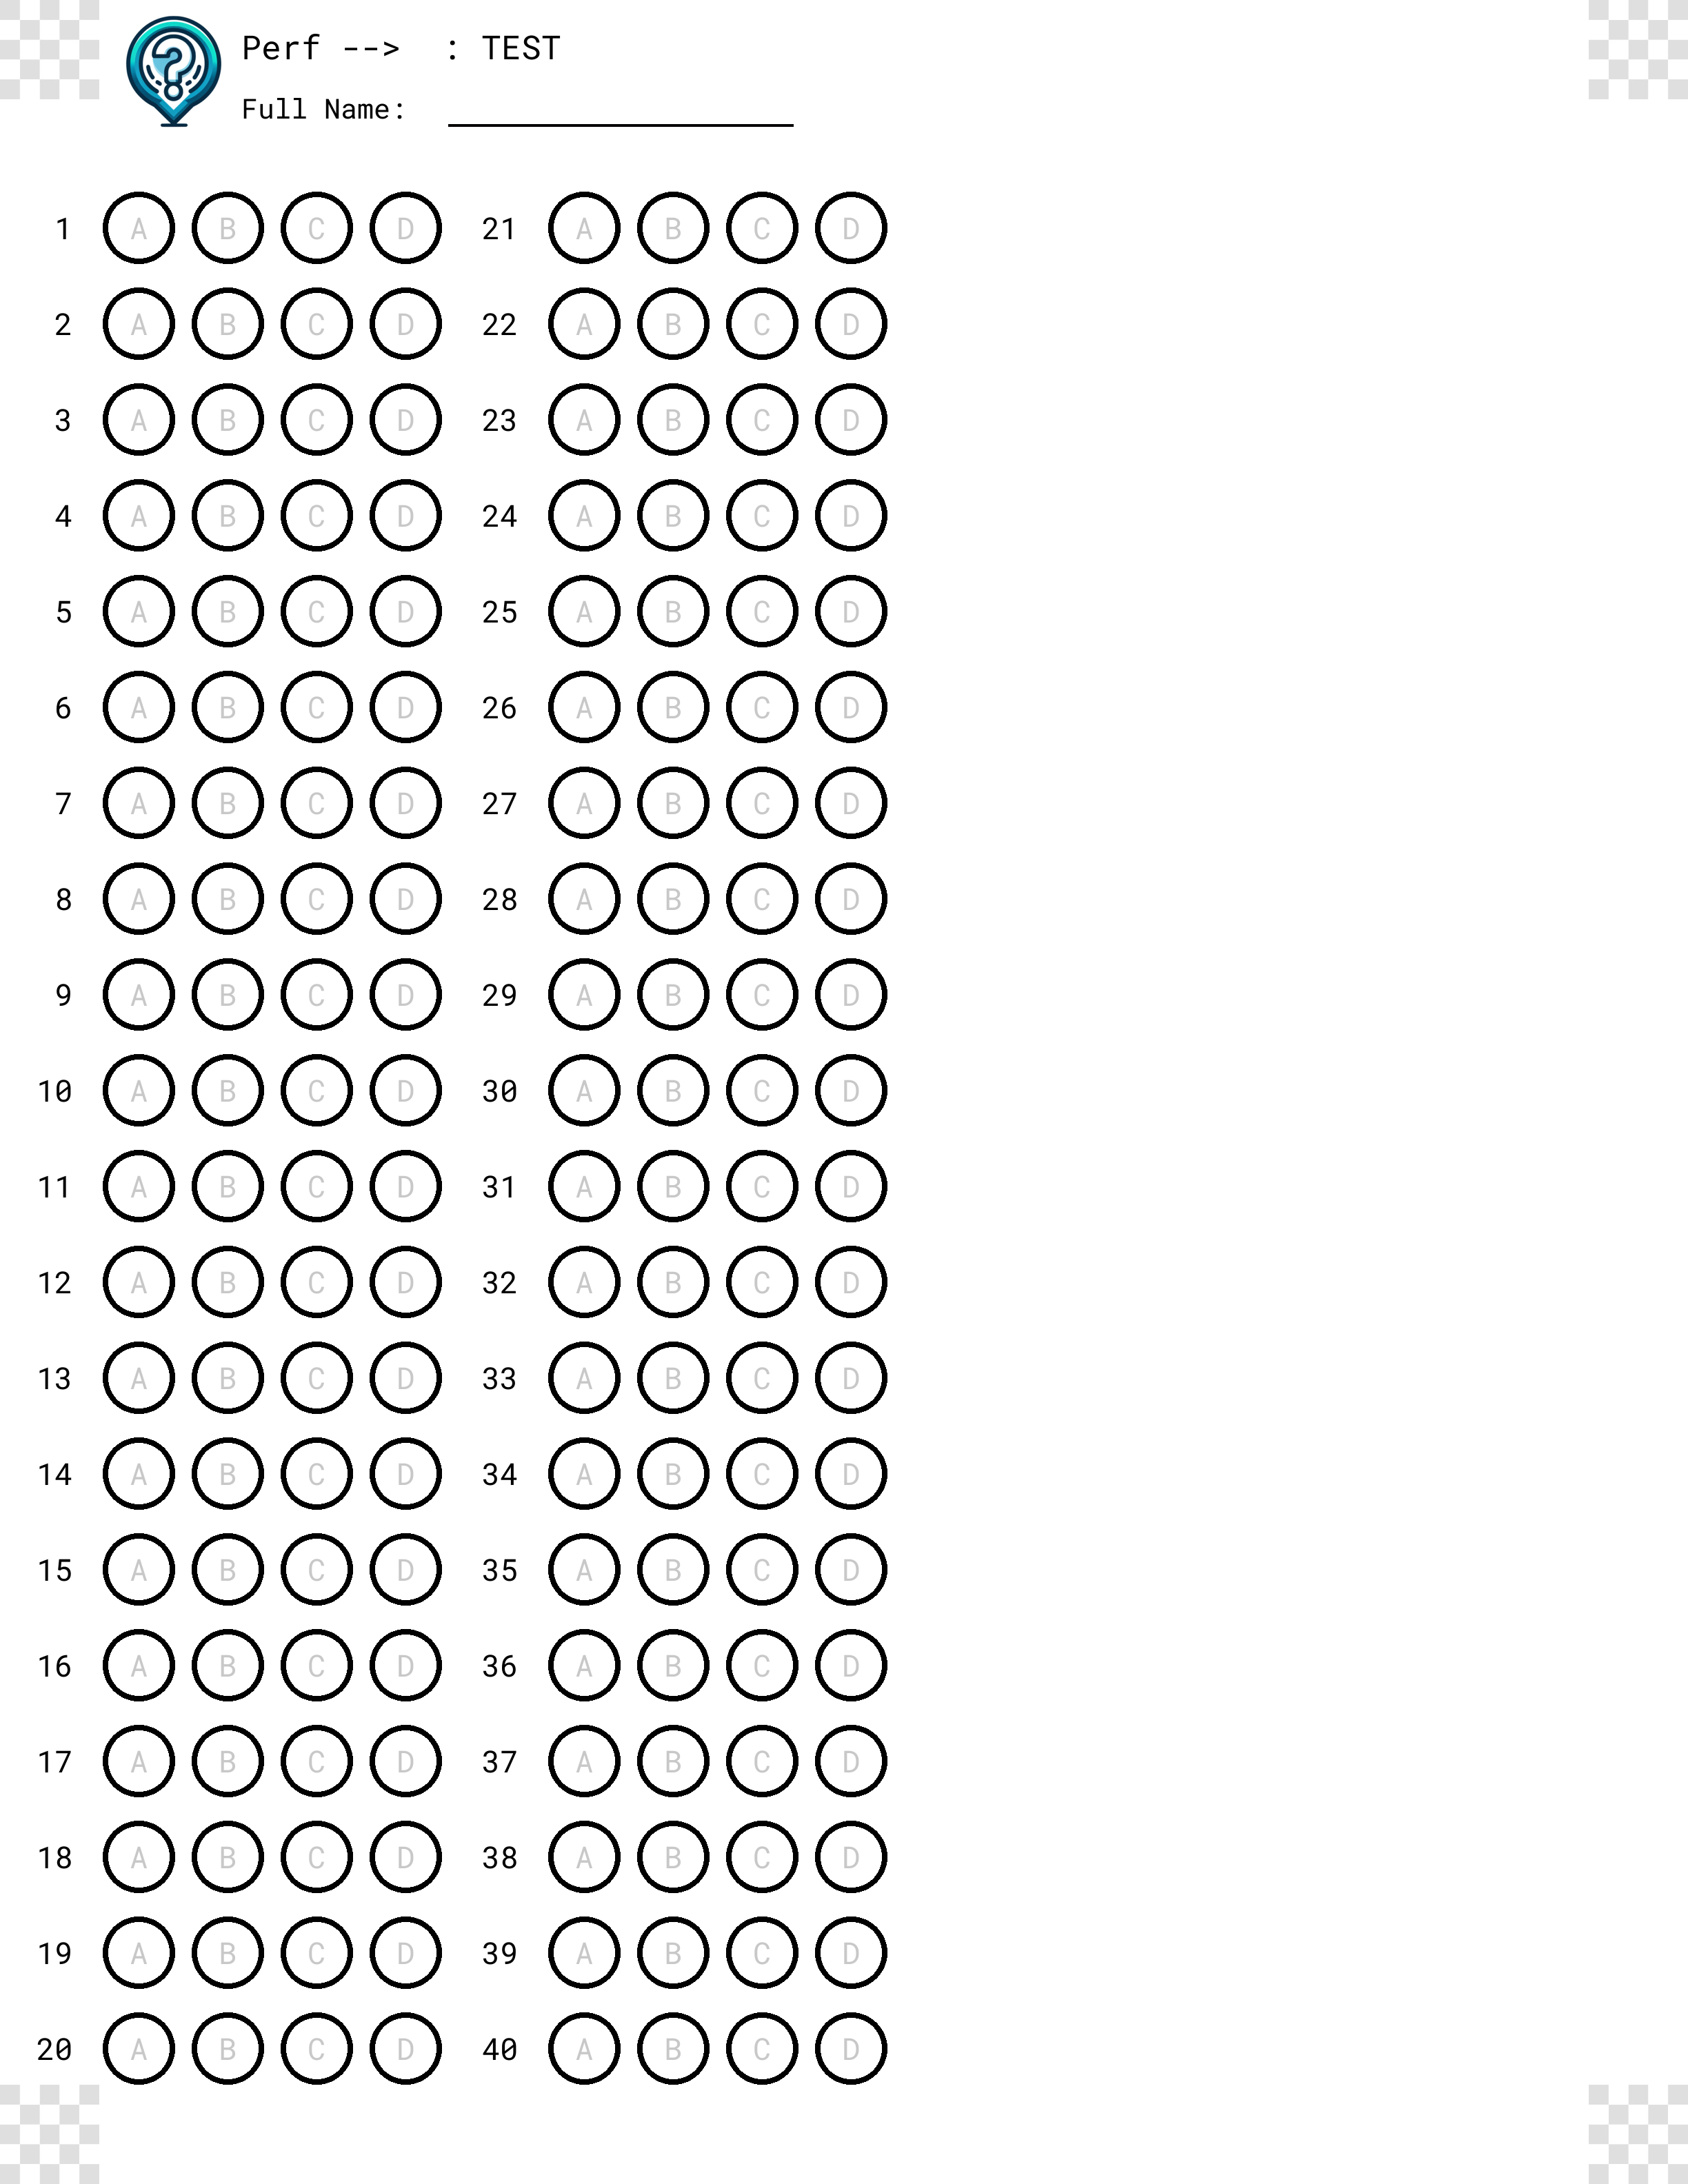 Perf -->  : TEST
Full Name:
1 A B C D 21 A B C D
2 A B C D 22 A B C D
3 A B C D 23 A B C D
4 A B C D 24 A B C D
5 A B C D 25 A B C D
6 A B C D 26 A B C D
7 A B C D 27 A B C D
8 A B C D 28 A B C D
9 A B C D 29 A B C D
10 A B C D 30 A B C D
11 A B C D 31 A B C D
12 A B C D 32 A B C D
13 A B C D 33 A B C D
14 A B C D 34 A B C D
15 A B C D 35 A B C D
16 A B C D 36 A B C D
17 A B C D 37 A B C D
18 A B C D 38 A B C D
19 A B C D 39 A B C D
20 A B C D 40 A B C D